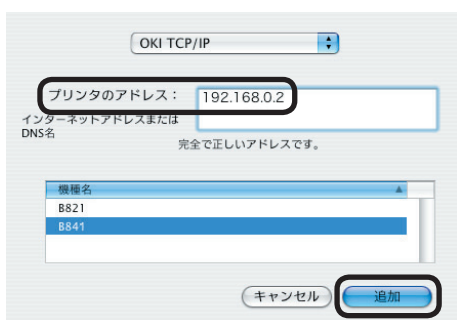 OKI TCP/IP
プリンタのアドレス： 192.168.0.2
インターネットアドレスまたは
DNS名
完全で正しいアドレスです。
機種名
B821
B841
キャンセル 追加